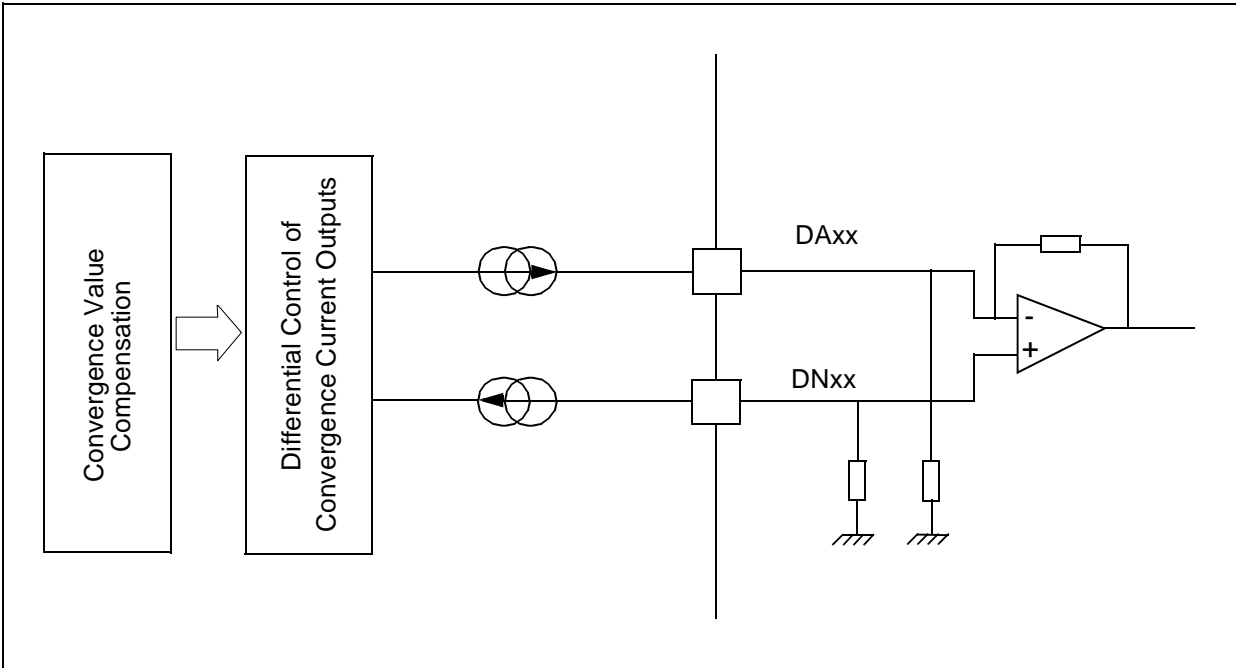 Convergence Value
Compensation
Differential Control of
Convergence Current Outputs
DAxx
DNxx
-
+